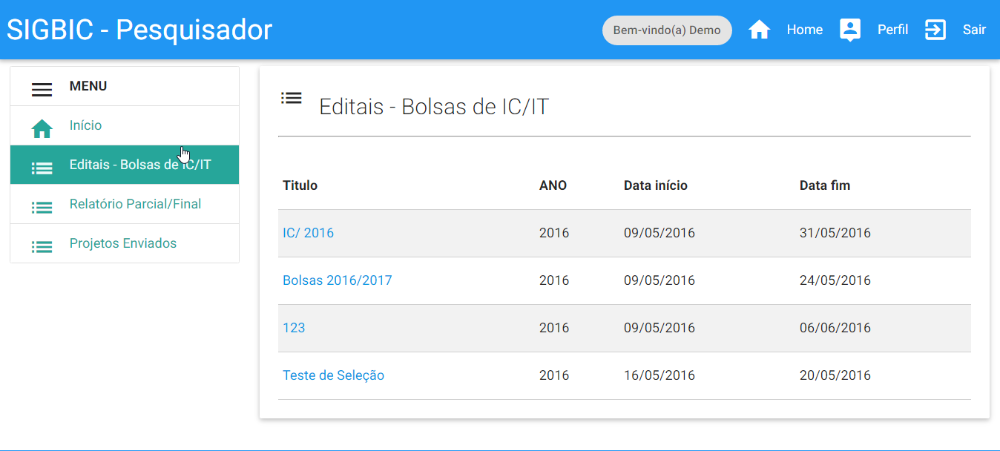 SIGBIC - Pesquisador
Bem-vindo(a) Demo
Home
Perfil
Sair
MENU
Início
Editais - Bolsas de IC/IT
Relatório Parcial/Final
Projetos Enviados
Editais - Bolsas de IC/IT
Titulo ANO Data início Data fim
IC/ 2016 2016 09/05/2016 31/05/2016
Bolsas 2016/2017 2016 09/05/2016 24/05/2016
123 2016 09/05/2016 06/06/2016
Teste de Seleção 2016 16/05/2016 20/05/2016